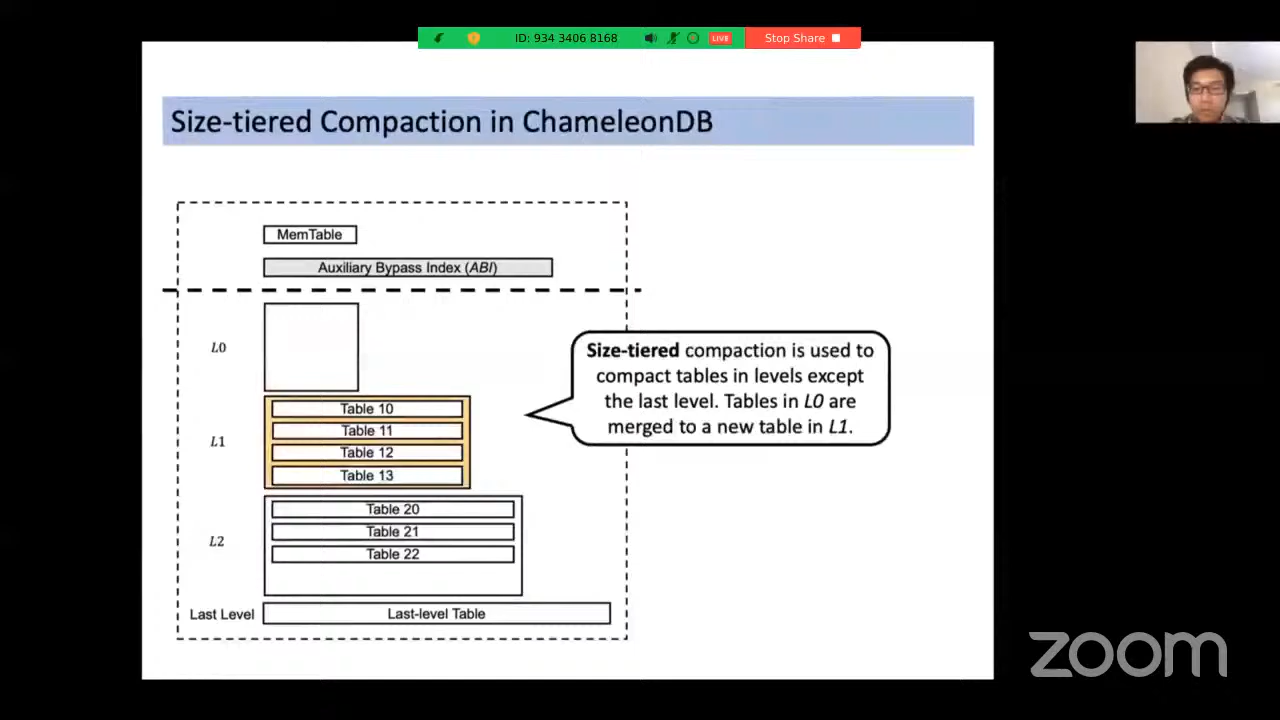 ID: 934 3406 8168
LIVE
Stop Share
Size-tiered Compaction in ChameleonDB
MemTable
Auxiliary Bypass Index (ABI)
L0
Size-tiered compaction is used to
compact tables in levels except
the last level. Tables in L0 are
merged to a new table in L1.
L1
Table 10
Table 11
Table 12
Table 13
L2
Table 20
Table 21
Table 22
Last Level
Last-level Table
zoom